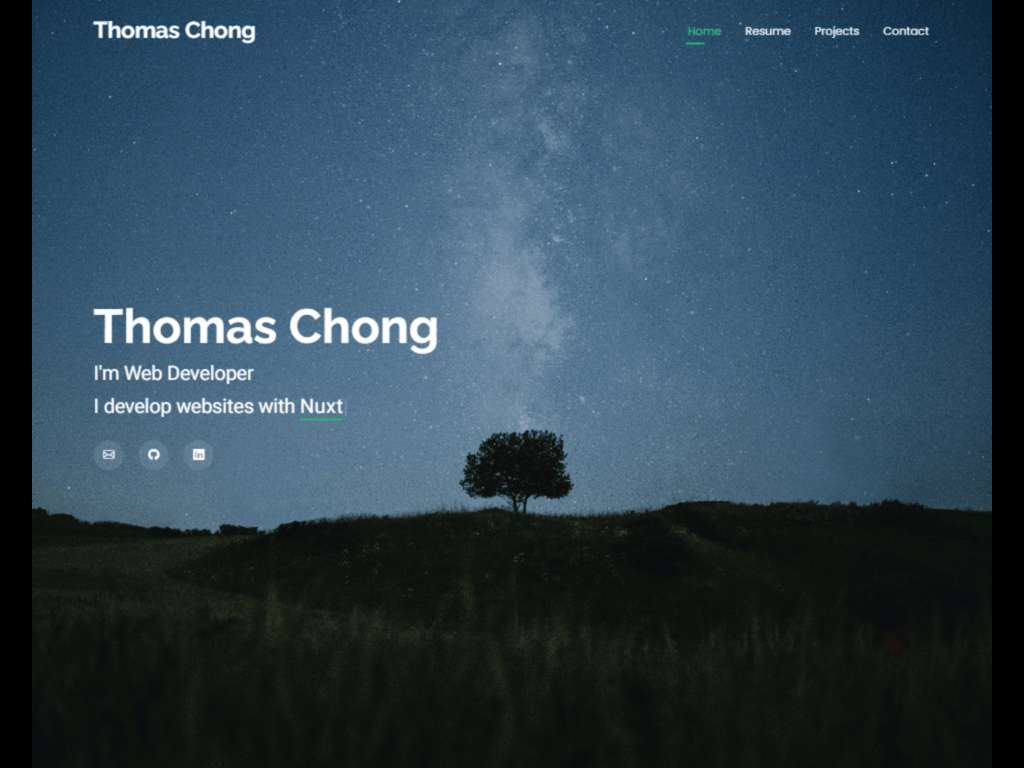 Thomas Chong
Home Resume Projects Contact
Thomas Chong
I'm Web Developer
I develop websites with Nuxt